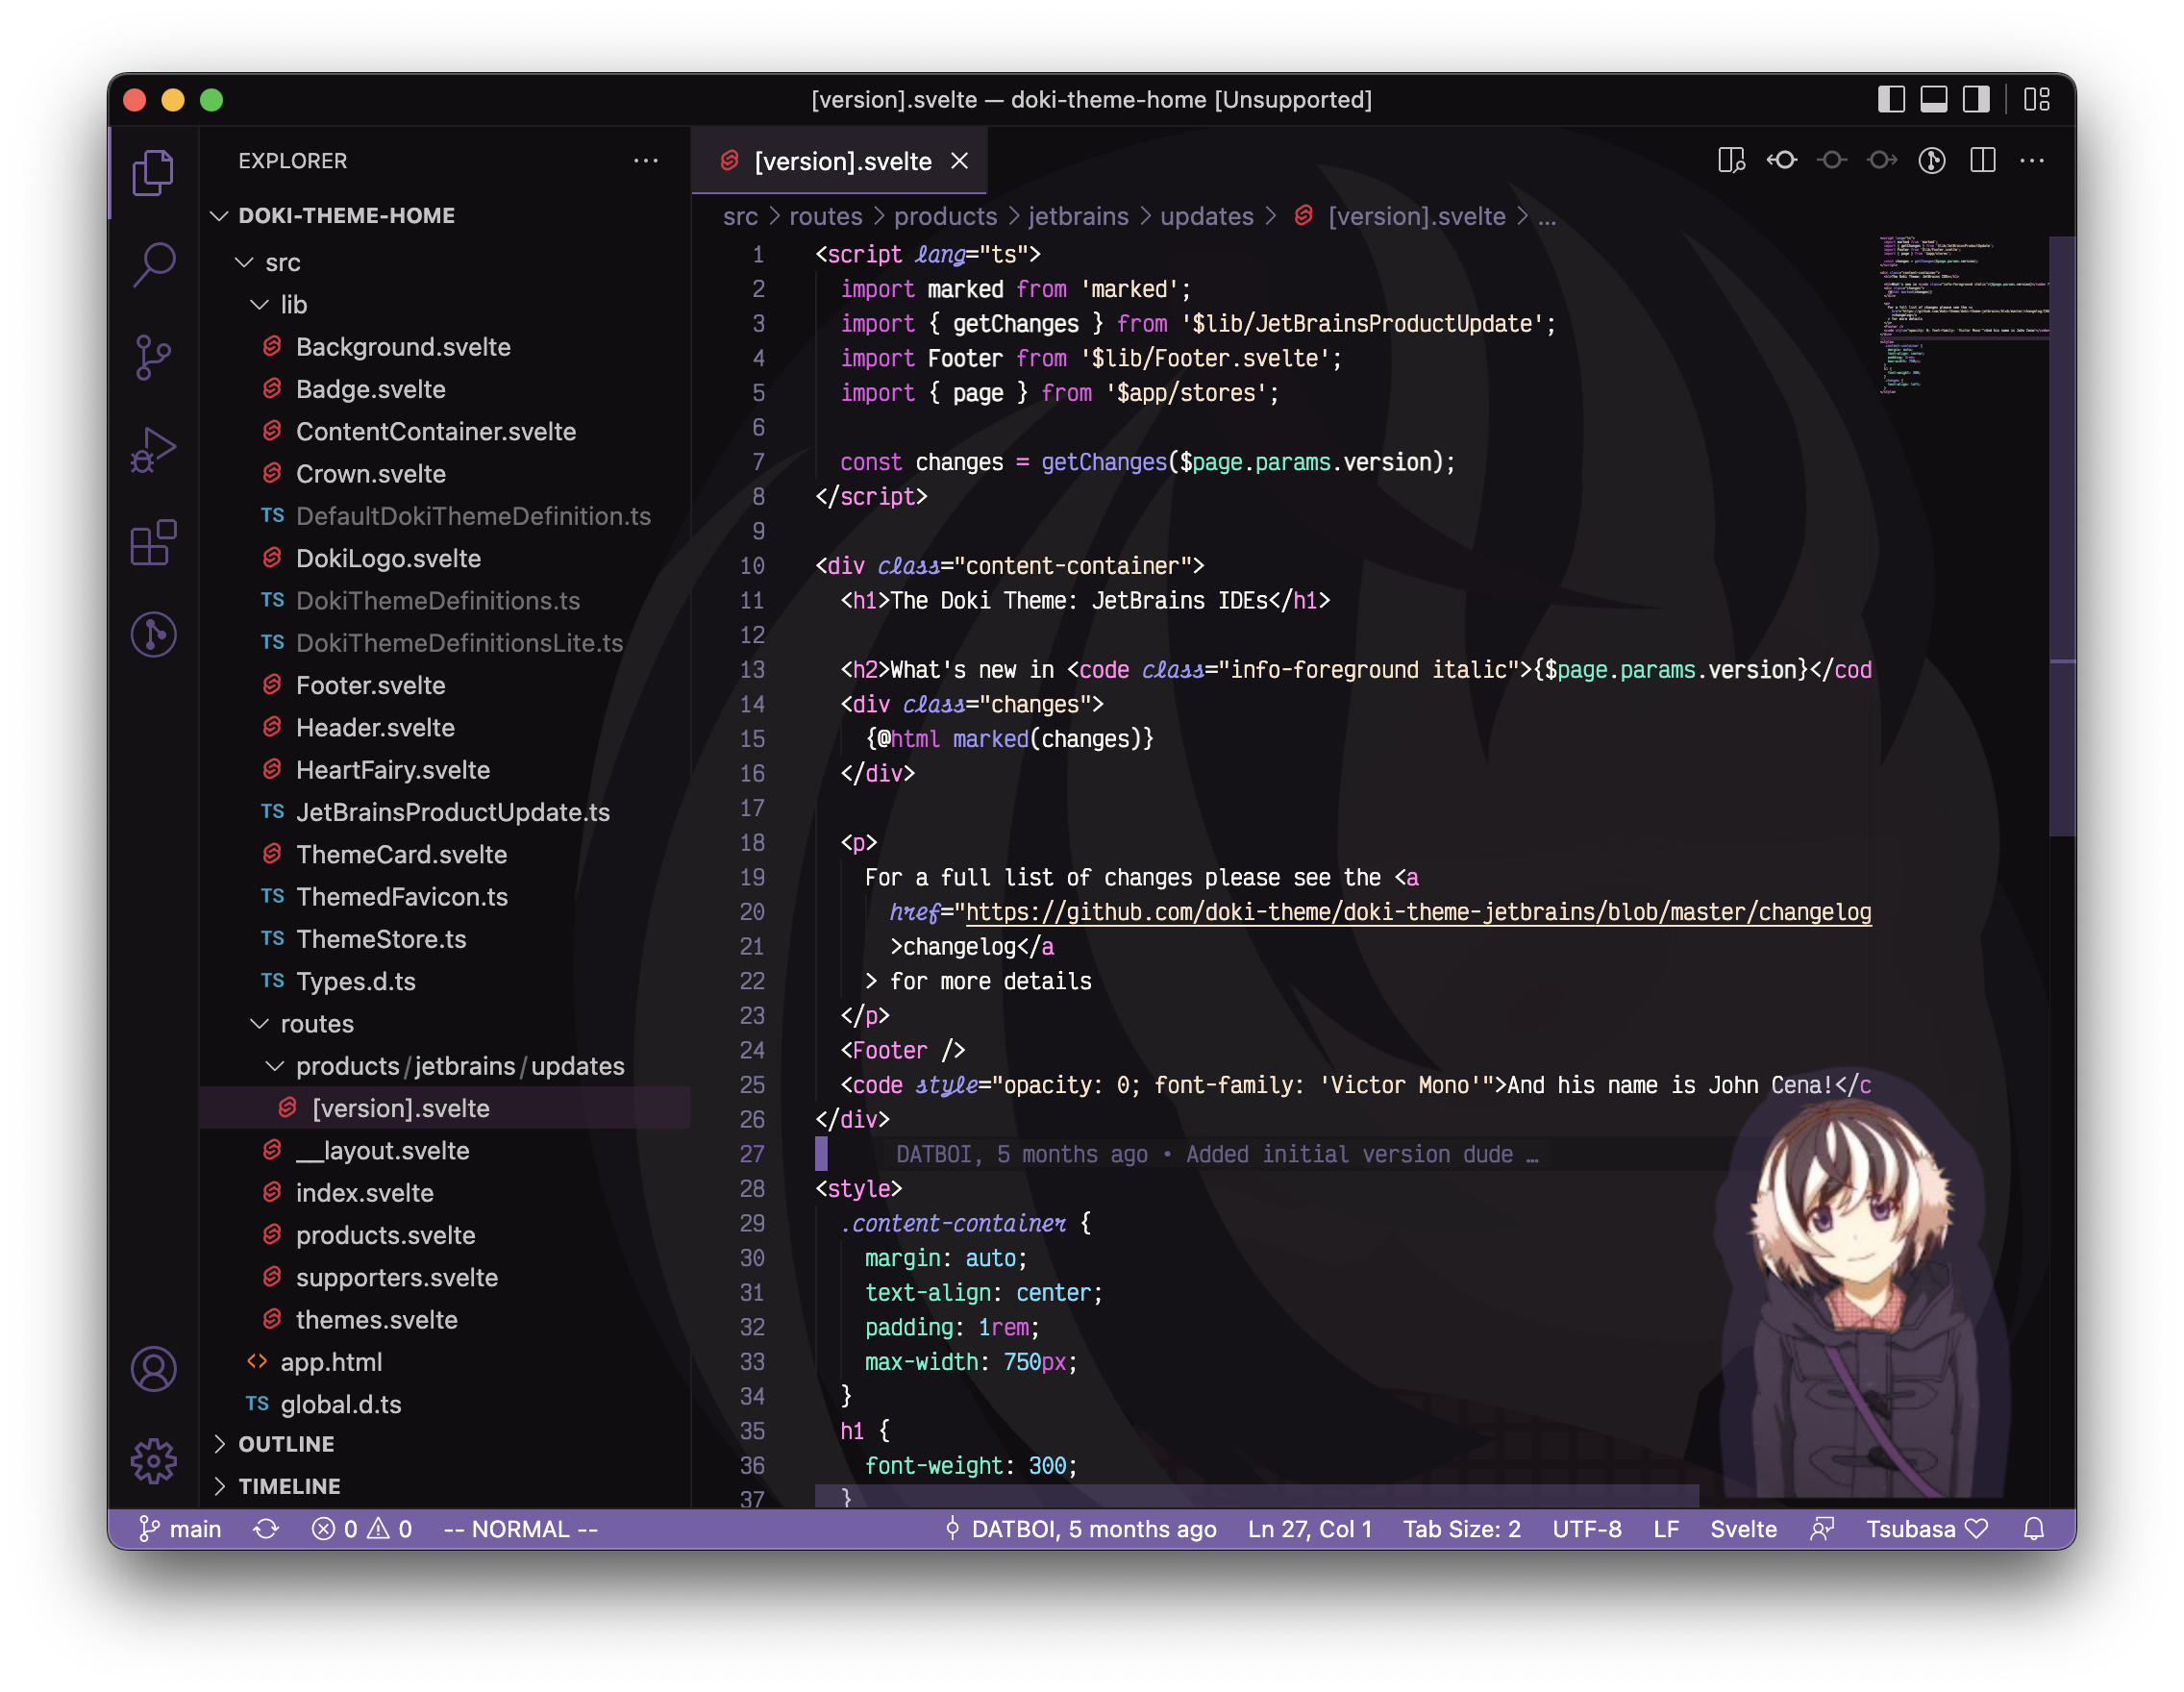 [version].svelte — doki-theme-home [Unsupported]
EXPLORER
DOKI-THEME-HOME
src
lib
Background.svelte
Badge.svelte
ContentContainer.svelte
Crown.svelte
TS DefaultDokiThemeDefinition.ts
DokiLogo.svelte
TS DokiThemeDefinitions.ts
TS DokiThemeDefinitionsLite.ts
Footer.svelte
Header.svelte
HeartFairy.svelte
TS JetBrainsProductUpdate.ts
ThemeCard.svelte
TS ThemedFavicon.ts
TS ThemeStore.ts
TS Types.d.ts
routes
products/jetbrains/updates
[version].svelte
__layout.svelte
index.svelte
products.svelte
supporters.svelte
themes.svelte
<> app.html
TS global.d.ts
OUTLINE
TIMELINE
[version].svelte
src > routes > products > jetbrains > updates > [version].svelte > ...
1 <script lang="ts">
2 import marked from 'marked';
3 import { getChanges } from '$lib/JetBrainsProductUpdate';
4 import Footer from '$lib/Footer.svelte';
5 import { page } from '$app/stores';
6
7 const changes = getChanges($page.params.version);
8 </script>
9
10 <div class="content-container">
11 <h1>The Doki Theme: JetBrains IDEs</h1>
12
13 <h2>What's new in <code class="info-foreground italic">{$page.params.version}</cod
14 <div class="changes">
15 {@html marked(changes)}
16 </div>
17
18 <p>
19 For a full list of changes please see the <a
20 href="https://github.com/doki-theme/doki-theme-jetbrains/blob/master/changelog
21 >changelog</a
22 > for more details
23 </p>
24 <Footer />
25 <code style="opacity: 0; font-family: 'Victor Mono'">And his name is John Cena!</c
26 </div>
27 DATBOI, 5 months ago • Added initial version dude …
28 <style>
29 .content-container {
30 margin: auto;
31 text-align: center;
32 padding: 1rem;
33 max-width: 750px;
34 }
35 h1 {
36 font-weight: 300;
37 }
main 0 0 -- NORMAL -- DATBOI, 5 months ago Ln 27, Col 1 Tab Size: 2 UTF-8 LF Svelte Tsubasa ♡